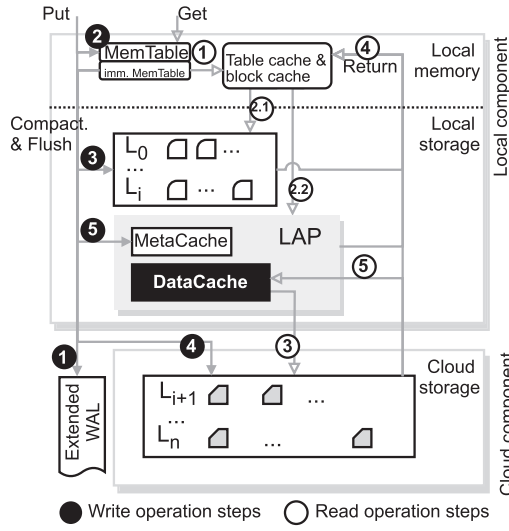 Put Get
2
MemTable
1
imm. MemTable
Table cache &
block cache
4
Return
Local
memory
Local component
2.1
Compact.
& Flush
Local
storage
3
L0 ...
...
Li ...
2.2
5
MetaCache
LAP
DataCache
5
1
4
3
Cloud
storage
Extended
WAL
Li+1 ...
...
Ln ...
Cloud component
Write operation steps
Read operation steps